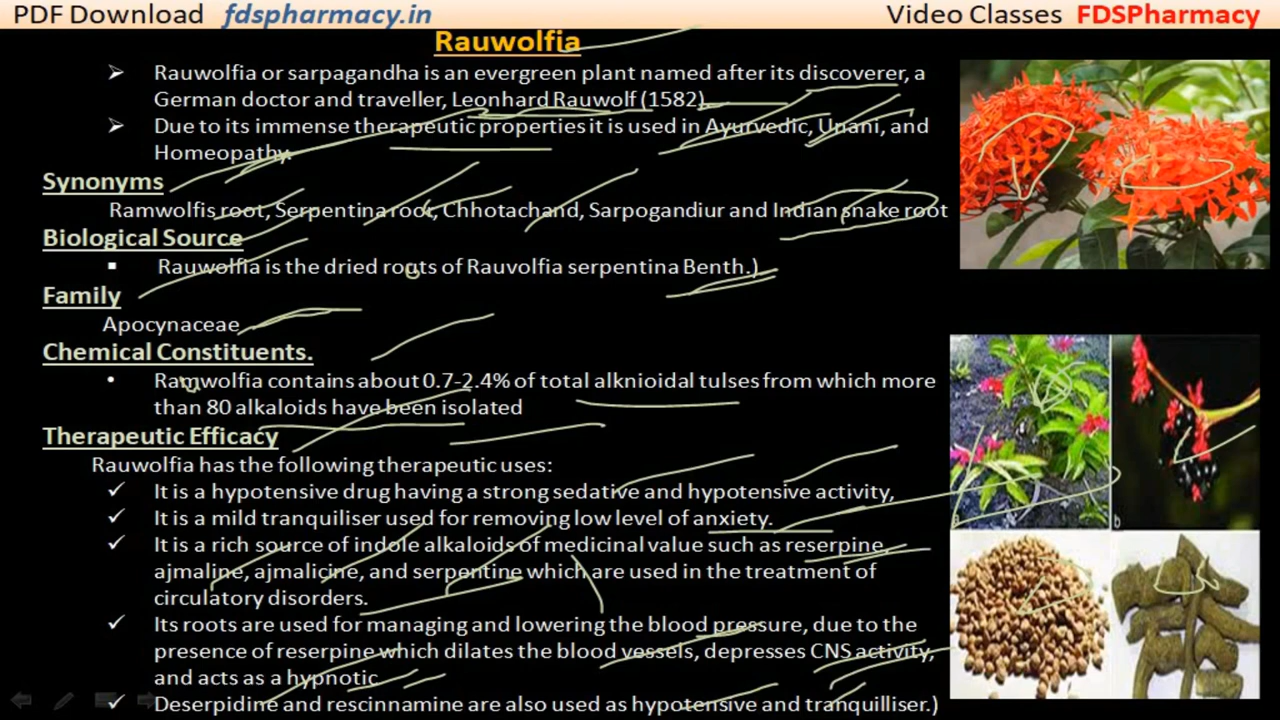 PDF Download fdspharmacy.in Video Classes FDSPharmacy
Rauwolfia
Rauwolfia or sarpagandha is an evergreen plant named after its discoverer, a
German doctor and traveller, Leonhard Rauwolf (1582).
Due to its immense therapeutic properties it is used in Ayurvedic, Unani, and
Homeopathy.
Synonyms
Ramwolfis root, Serpentina root, Chhotachand, Sarpogandiur and Indian snake root
Biological Source
Rauwolfia is the dried roots of Rauvolfia serpentina Benth.)
Family
Apocynaceae
Chemical Constituents.
Ramwolfia contains about 0.7-2.4% of total alknioidal tulses from which more
than 80 alkaloids have been isolated
Therapeutic Efficacy
Rauwolfia has the following therapeutic uses:
It is a hypotensive drug having a strong sedative and hypotensive activity,
It is a mild tranquiliser used for removing low level of anxiety.
It is a rich source of indole alkaloids of medicinal value such as reserpine,
ajmaline, ajmalicine, and serpentine which are used in the treatment of
circulatory disorders.
Its roots are used for managing and lowering the blood pressure, due to the
presence of reserpine which dilates the blood vessels, depresses CNS activity,
and acts as a hypnotic
Deserpidine and rescinnamine are also used as hypotensive and tranquilliser.)
a
b